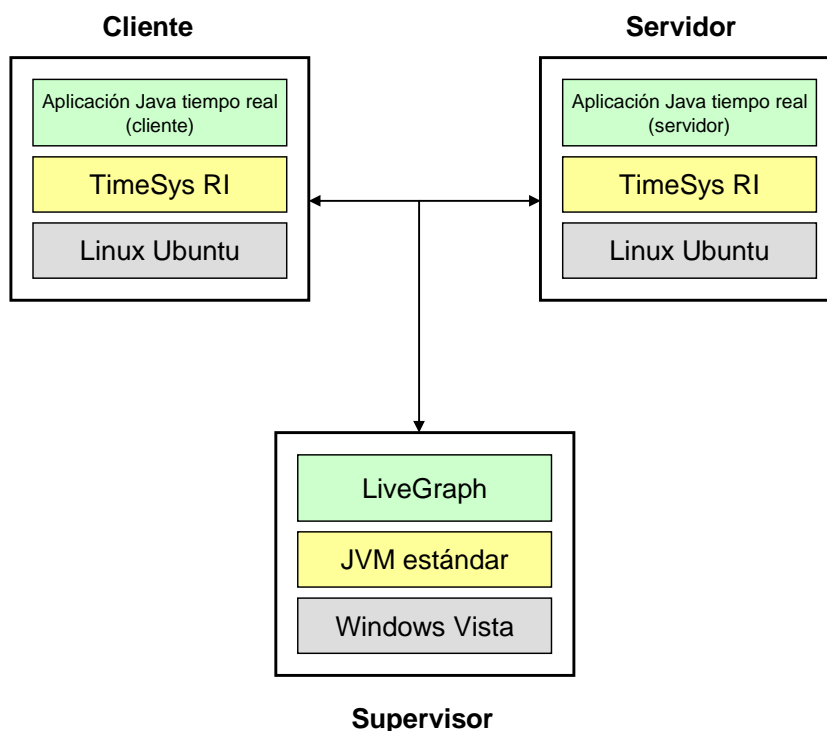 Cliente
Aplicación Java tiempo real
(cliente)
TimeSys RI
Linux Ubuntu
Servidor
Aplicación Java tiempo real
(servidor)
TimeSys RI
Linux Ubuntu
LiveGraph
JVM estándar
Windows Vista
Supervisor